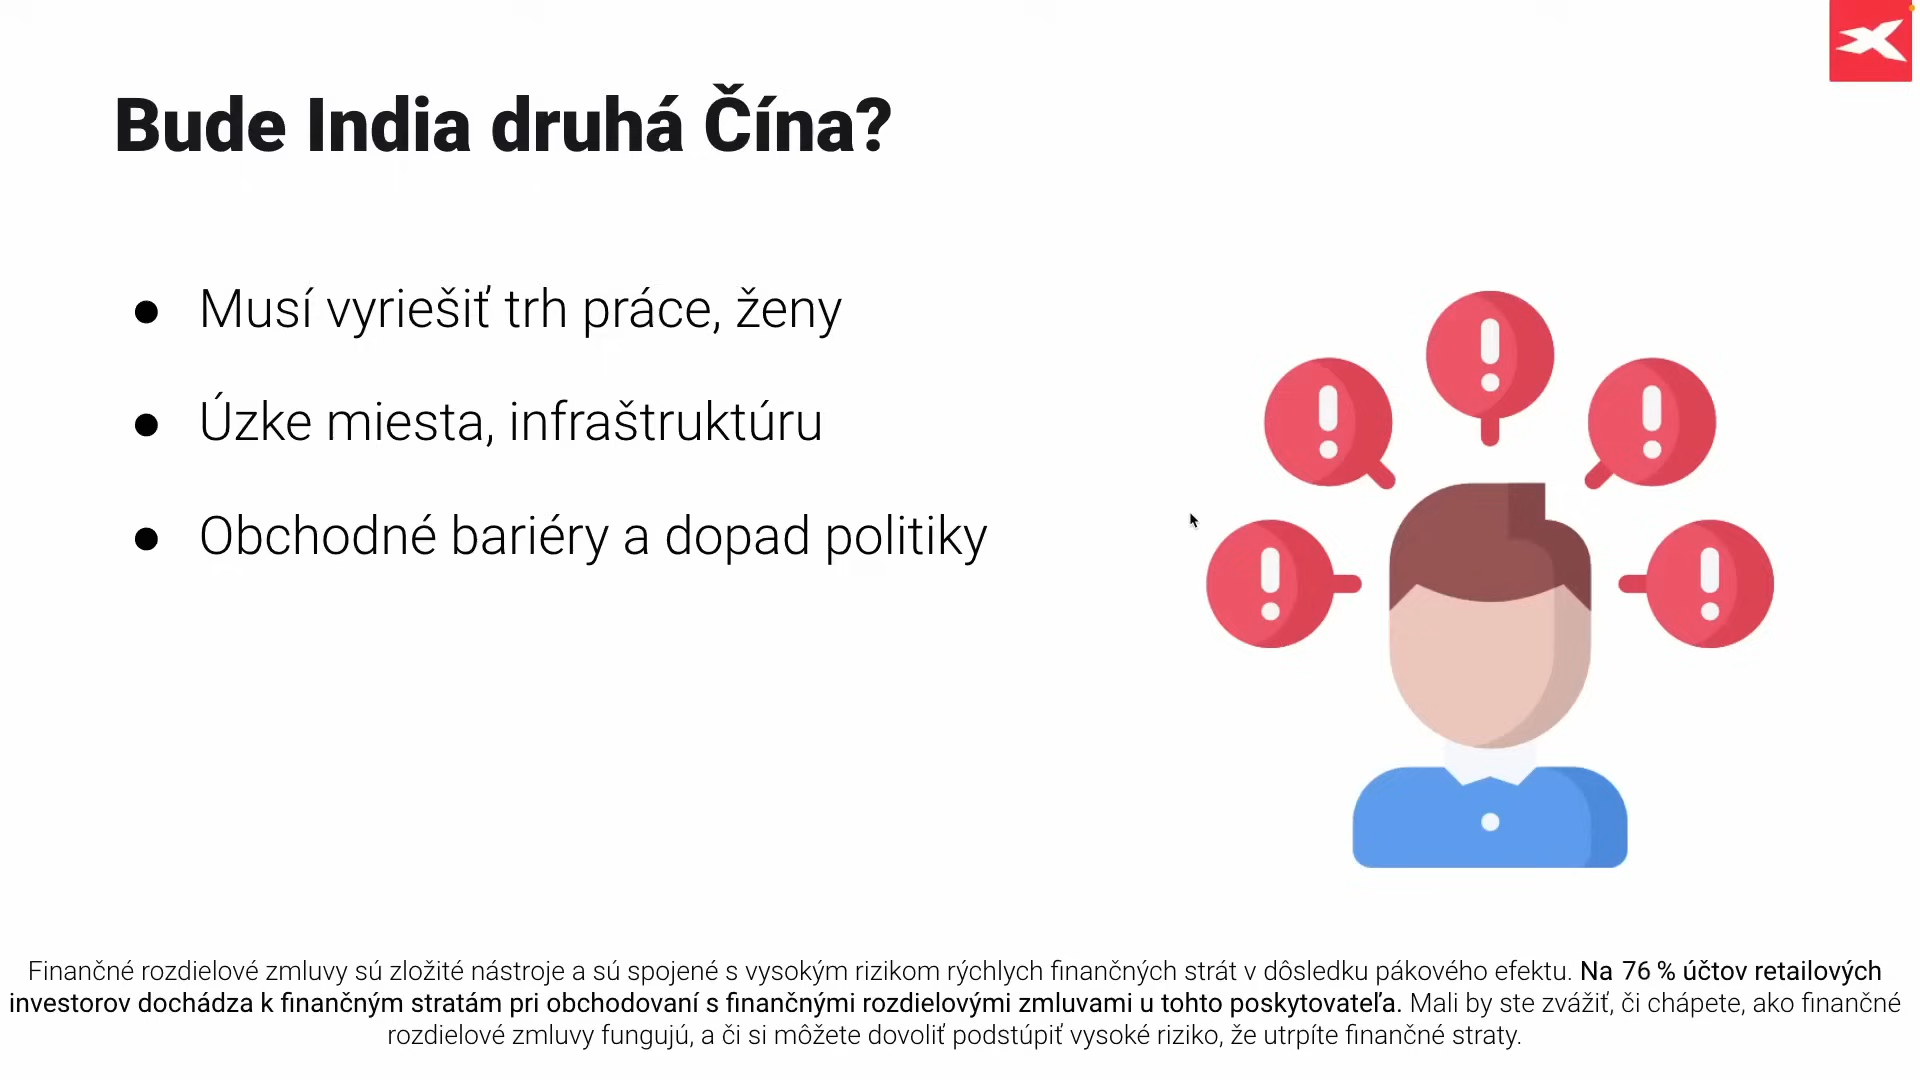 Bude India druhá Čína?
● Musí vyriešiť trh práce, ženy
● Úzke miesta, infraštruktúru
● Obchodné bariéry a dopad politiky
Finančné rozdielové zmluvy sú zložité nástroje a sú spojené s vysokým rizikom rýchlych finančných strát v dôsledku pákového efektu. Na 76 % účtov retailových
investorov dochádza k finančným stratám pri obchodovaní s finančnými rozdielovými zmluvami u tohto poskytovateľa. Mali by ste zvážiť, či chápete, ako finančné
rozdielové zmluvy fungujú, a či si môžete dovoliť podstúpiť vysoké riziko, že utrpíte finančné straty.